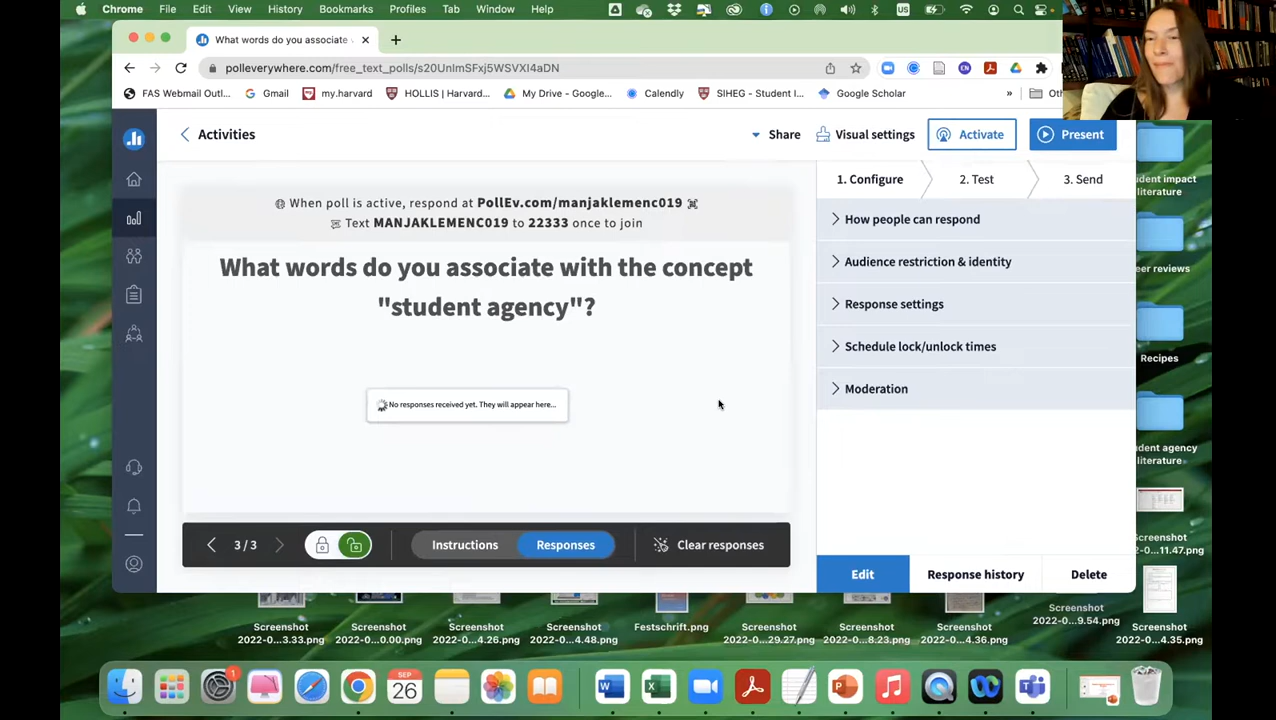 Chrome File Edit View History Bookmarks Profiles Tab Window Help
US
What words do you associate
polleverywhere.com/free_text_polls/s20UnImSFxj5WSVXI4aDN
FAS Webmail Outl... Gmail my.harvard HOLLIS | Harvard... My Drive - Google... Calendly SIHEG - Student I... Google Scholar » Oth
Activities
Share Visual settings Activate Present
1. Configure 2. Test 3. Send
When poll is active, respond at PollEv.com/manjaklemenc019
Text MANJAKLEMENC019 to 22333 once to join
What words do you associate with the concept
"student agency"?
No responses received yet. They will appear here...
How people can respond
Audience restriction & identity
Response settings
Schedule lock/unlock times
Moderation
3 / 3 Instructions Responses Clear responses
Edit Response history Delete
udent impact
literature
eer reviews
Recipes
udent agency
literature
creenshot
2-0...11.47.png
Screenshot
2022-0...3.33.png
Screenshot
2022-0...0.00.png
Screenshot
2022-0...4.26.png
Screenshot
2022-0...4.48.png
Festschrift.png
Screenshot
2022-0...29.27.png
Screenshot
2022-0...8.23.png
Screenshot
2022-0...4.36.png
Screenshot
2022-0...9.54.png
Screenshot
2022-0...4.35.png
1
SEP
26